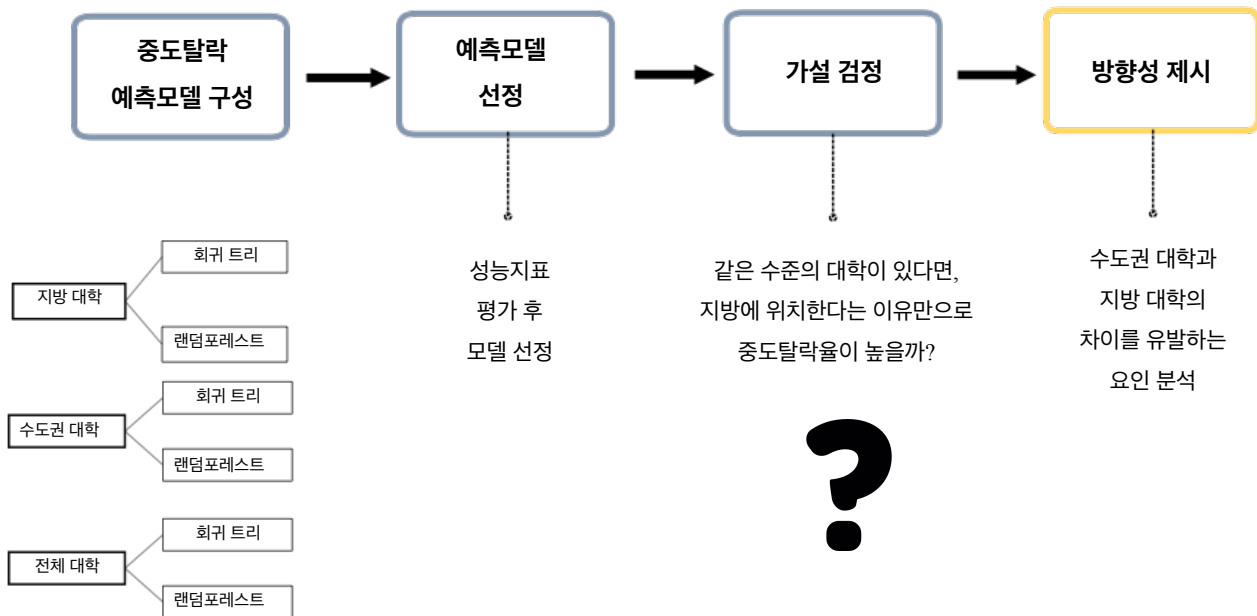 중도탈락
예측모델 구성
예측모델
선정
가설 검정
방향성 제시
성능지표
평가 후
모델 선정
같은 수준의 대학이 있다면,
지방에 위치한다는 이유만으로
중도탈락율이 높을까?
수도권 대학과
지방 대학의
차이를 유발하는
요인 분석
?
지방 대학
회귀 트리
랜덤포레스트
수도권 대학
회귀 트리
랜덤포레스트
전체 대학
회귀 트리
랜덤포레스트